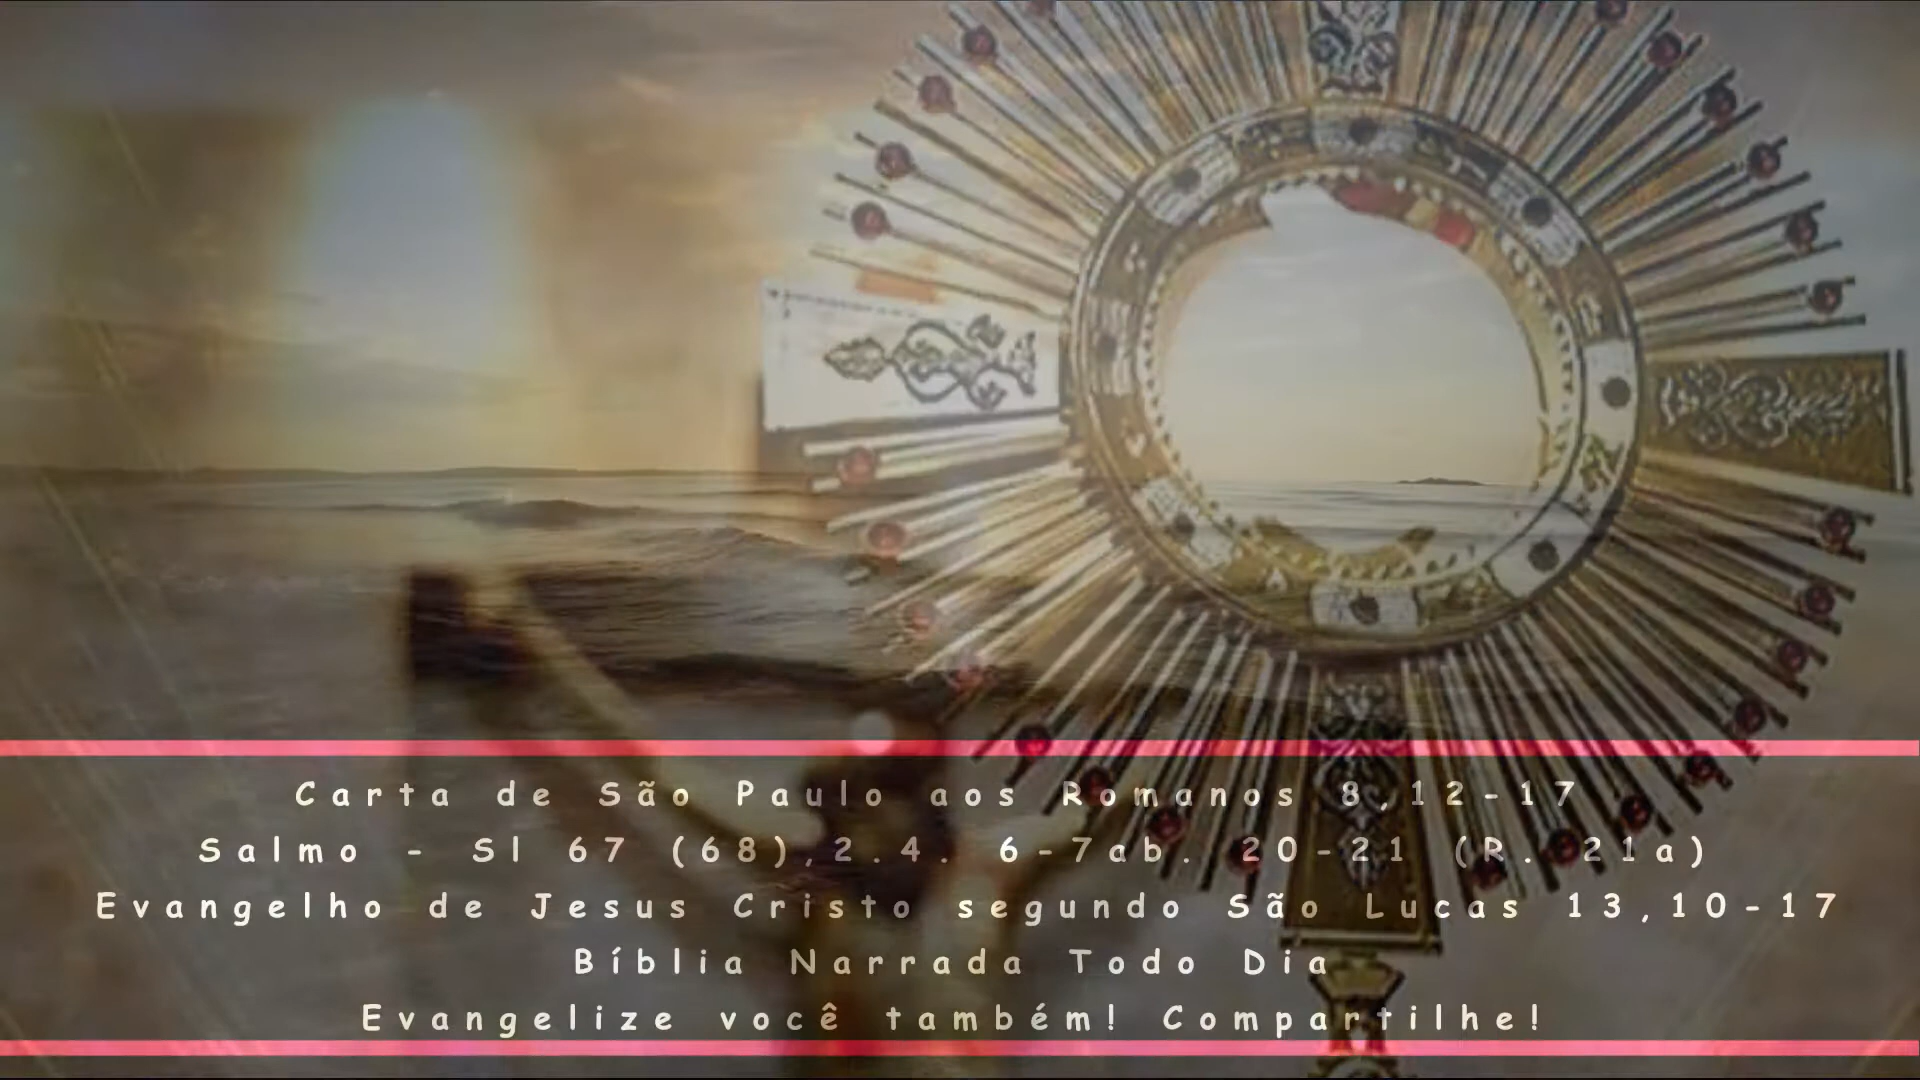 Carta de São Paulo aos Romanos 8,12-17
Salmo - Sl 67 (68),2.4. 6-7ab. 20-21 (R. 21a)
Evangelho de Jesus Cristo segundo São Lucas 13,10-17
Bíblia Narrada Todo Dia
Evangelize você também! Compartilhe!